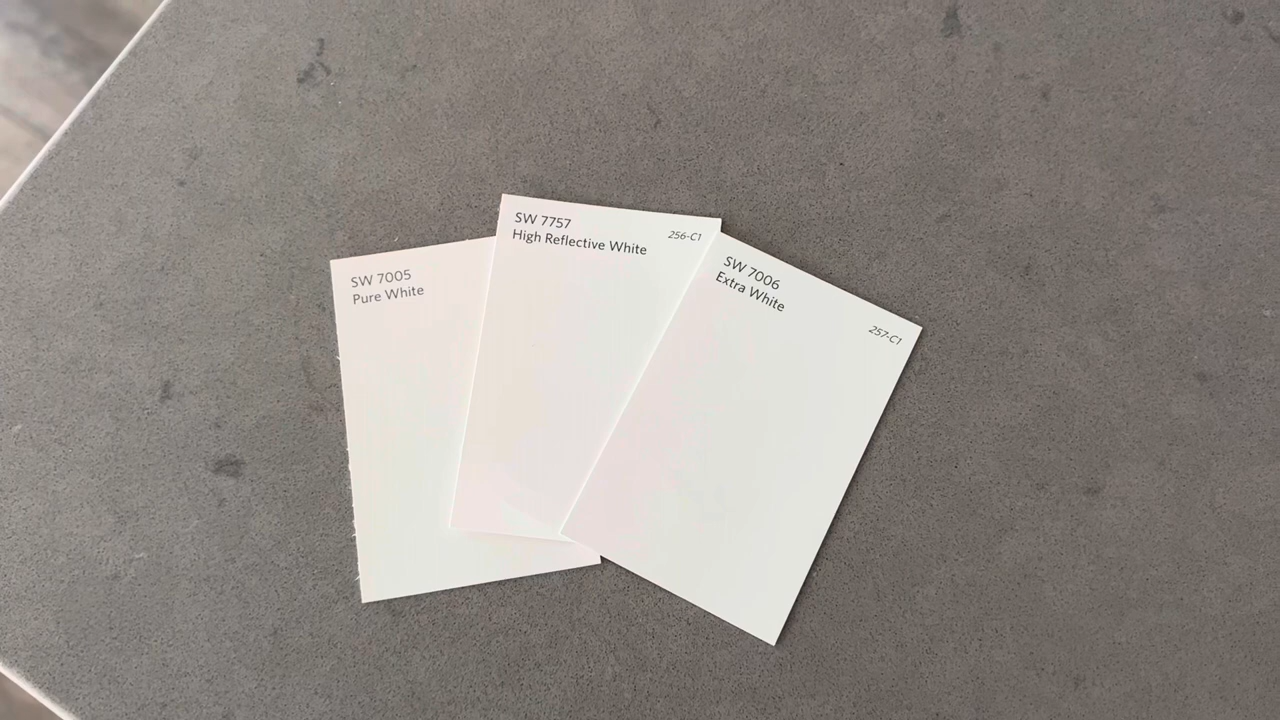 SW 7005
Pure White
SW 7757
High Reflective White
256-C1
SW 7006
Extra White
257-C1